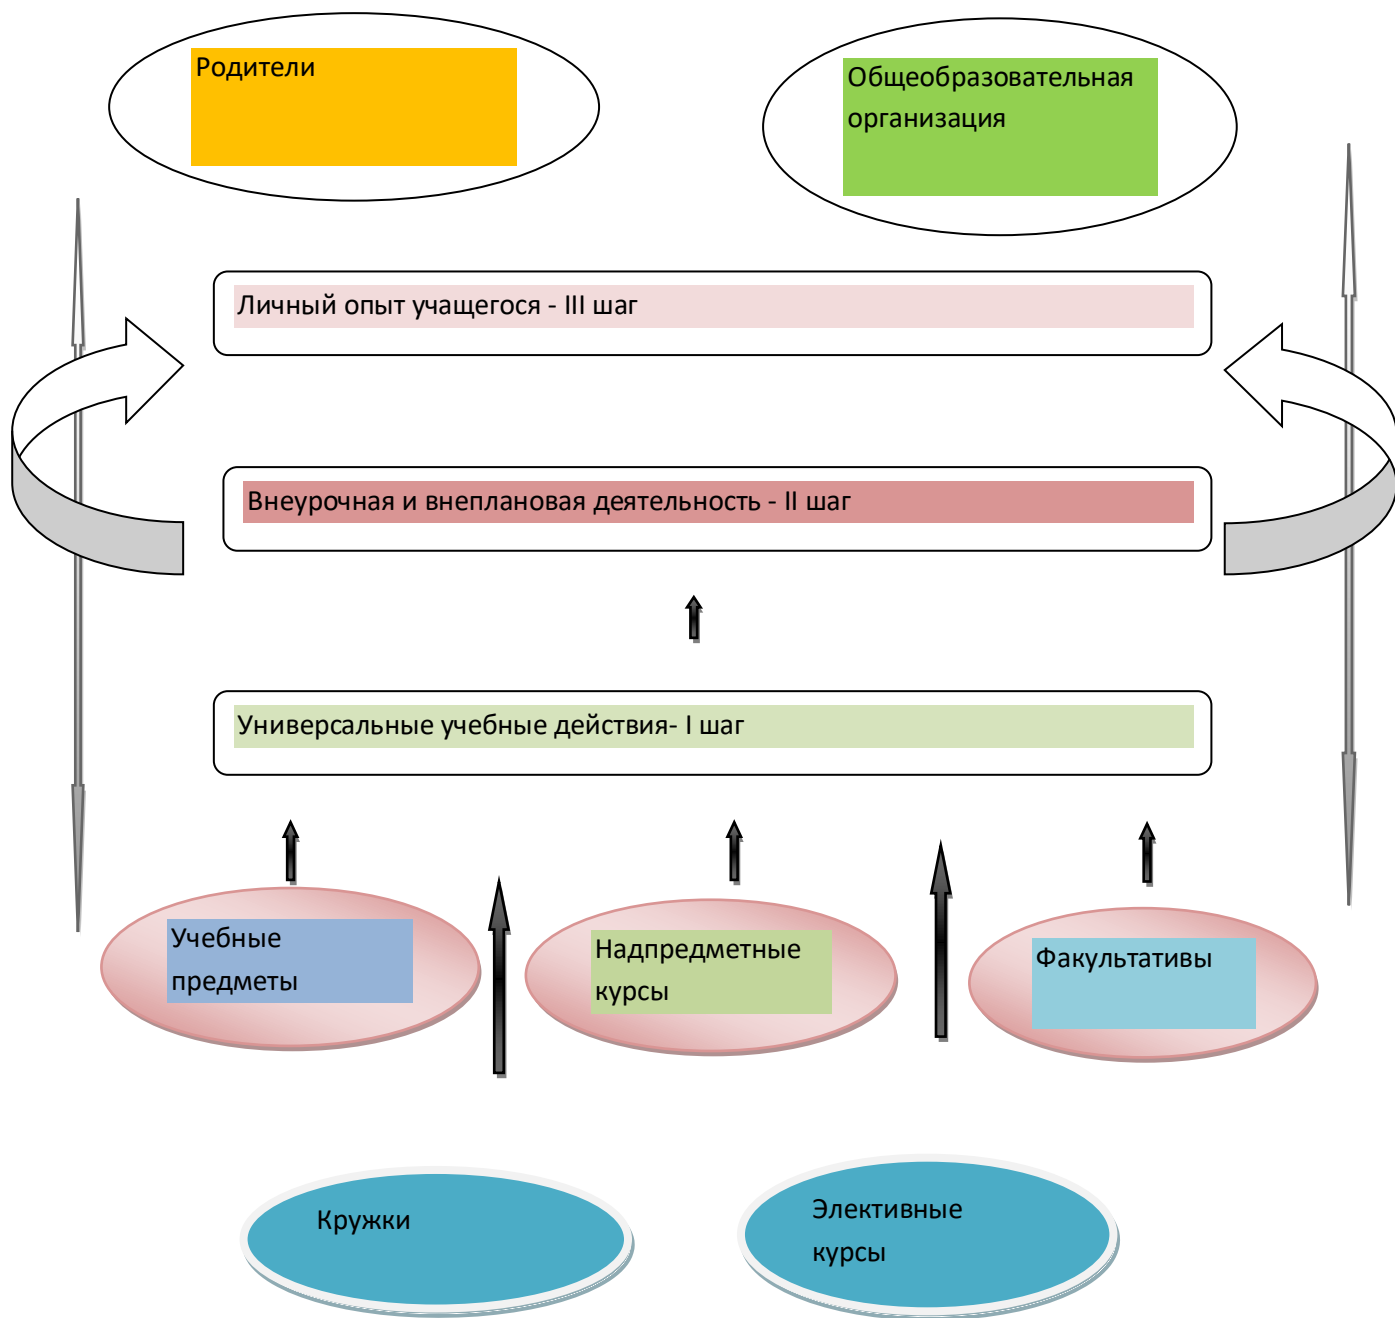 Родители
Общеобразовательная
организация
Личный опыт учащегося - III шаг
Внеурочная и внеплановая деятельность - II шаг
Универсальные учебные действия- I шаг
Учебные
предметы
Надпредметные
курсы
Факультативы
Кружки
Элективные
курсы